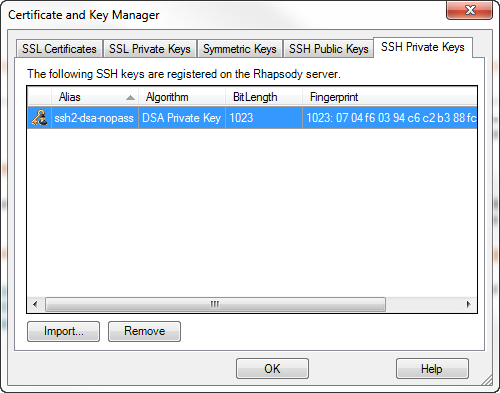 Certificate and Key Manager
SSL Certificates SSL Private Keys Symmetric Keys SSH Public Keys SSH Private Keys
The following SSH keys are registered on the Rhapsody server.
Alias Algorithm BitLength Fingerprint
ssh2-dsa-nopass DSA Private Key 1023 1023: 07 04 f6 03 94 c6 c2 b3 88 fc
Import... Remove
OK Help